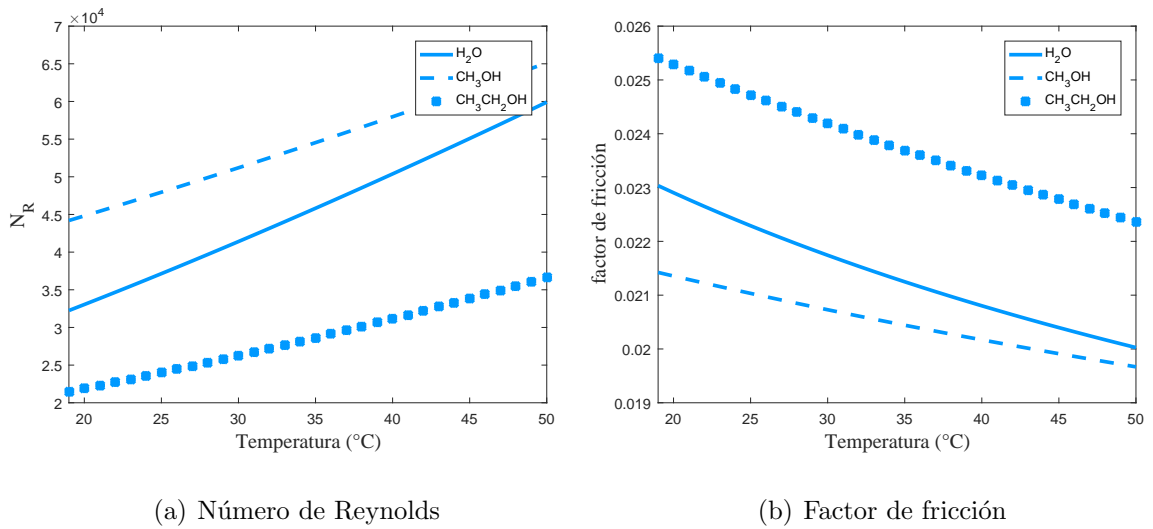 ×10⁴
7
6.5
6
5.5
5
4.5
4
3.5
3
2.5
2
N_R
20 25 30 35 40 45 50
Temperatura (°C)
H₂O
CH₃OH
CH₃CH₂OH
(a) Número de Reynolds
0.026
0.025
0.024
0.023
0.022
0.021
0.02
0.019
factor de fricción
20 25 30 35 40 45 50
Temperatura (°C)
H₂O
CH₃OH
CH₃CH₂OH
(b) Factor de fricción